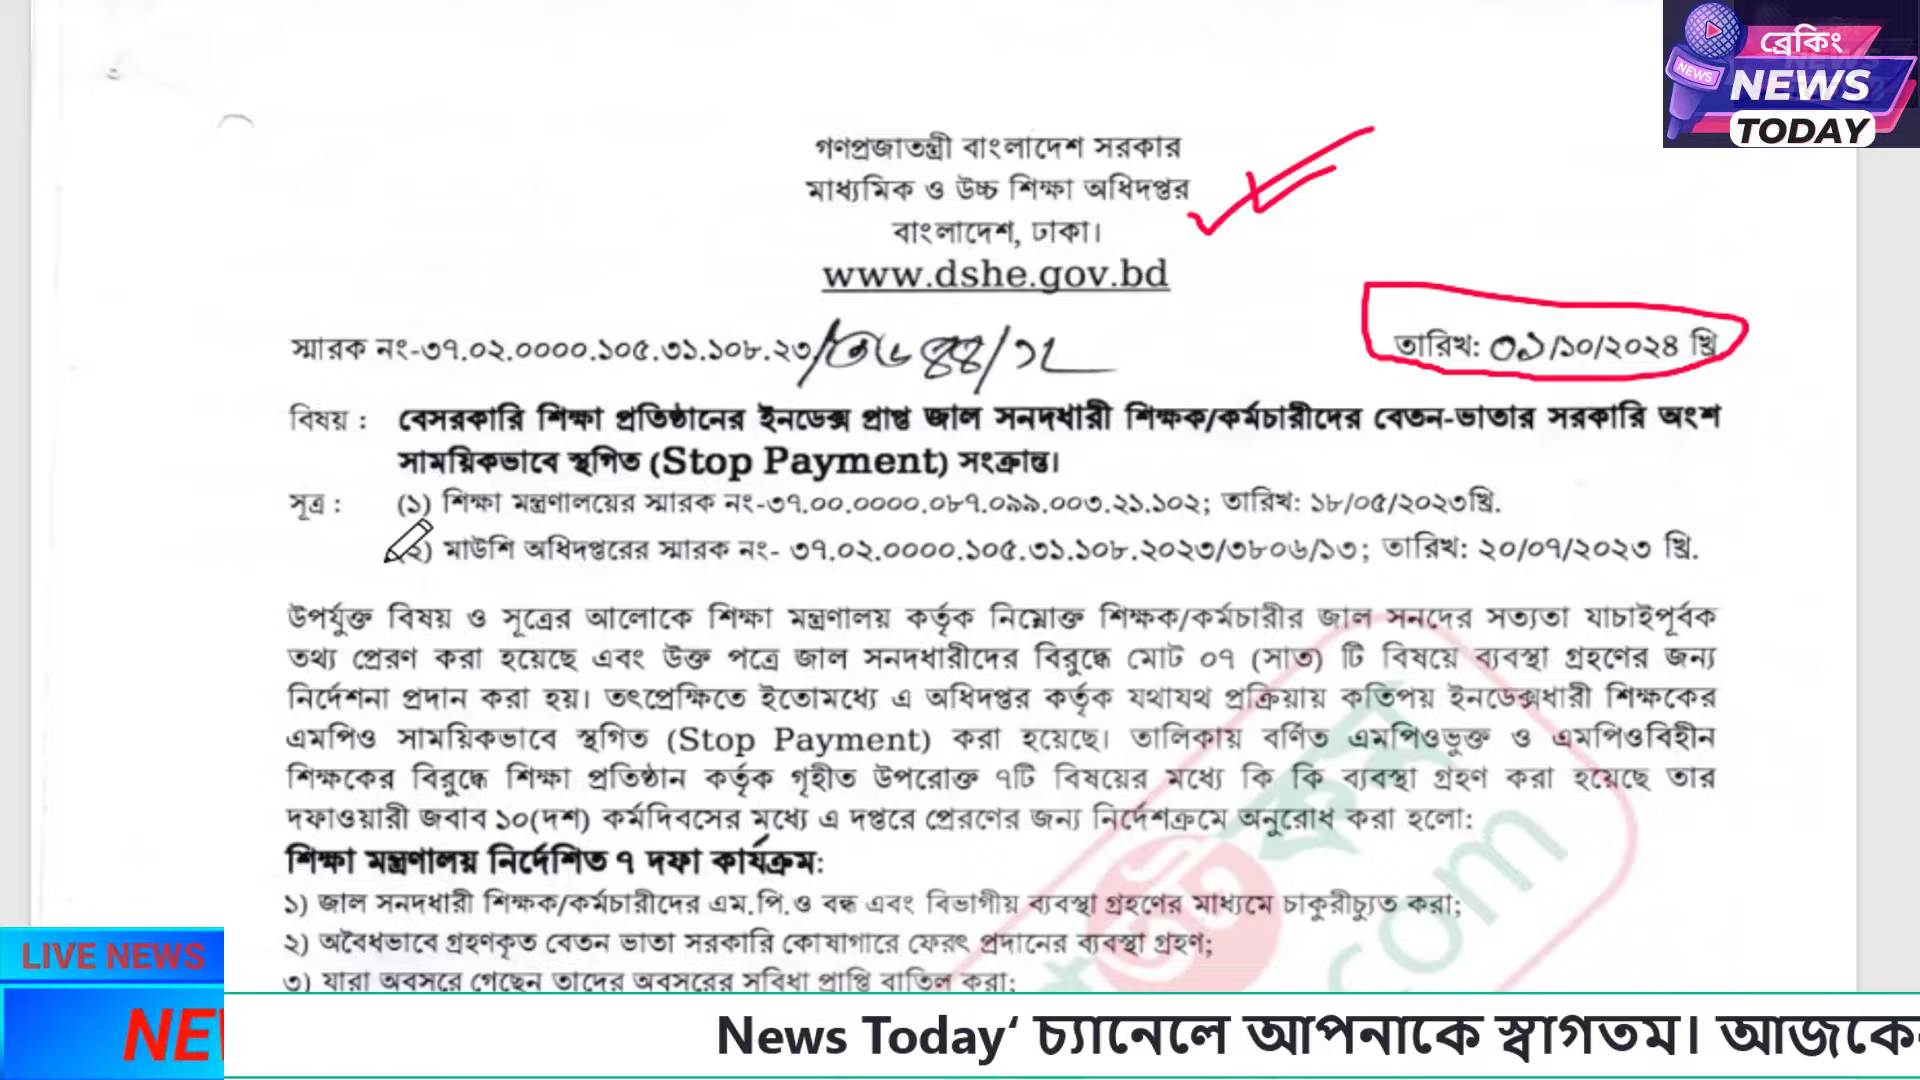 ব্রেকিং
NEWS
NEWS
TODAY
গণপ্রজাতন্ত্রী বাংলাদেশ সরকার
মাধ্যমিক ও উচ্চ শিক্ষা অধিদপ্তর
বাংলাদেশ, ঢাকা।
www.dshe.gov.bd
স্মারক নং-৩৭.০২.০০০০.১০৫.৩১.১০৮.২৩/
তারিখ: ০১/১০/২০২৪ খ্রি
বিষয় : বেসরকারি শিক্ষা প্রতিষ্ঠানের ইনডেক্স প্রাপ্ত জাল সনদধারী শিক্ষক/কর্মচারীদের বেতন-ভাতার সরকারি অংশ
সাময়িকভাবে স্থগিত (Stop Payment) সংক্রান্ত।
সূত্র : (১) শিক্ষা মন্ত্রণালয়ের স্মারক নং-৩৭.০০.০০০০.০৮৭.০৯৯.০০৩.২১.১০২; তারিখ: ১৮/০৫/২০২৩খ্রি.
২) মাউশি অধিদপ্তরের স্মারক নং- ৩৭.০২.০০০০.১০৫.৩১.১০৮.২০২৩/৩৮০৬/১৩; তারিখ: ২০/০৭/২০২৩ খ্রি.
উপর্যুক্ত বিষয় ও সূত্রের আলোকে শিক্ষা মন্ত্রণালয় কর্তৃক নিম্নোক্ত শিক্ষক/কর্মচারীর জাল সনদের সত্যতা যাচাইপূর্বক
তথ্য প্রেরণ করা হয়েছে এবং উক্ত পত্রে জাল সনদধারীদের বিরুদ্ধে মোট ০৭ (সাত) টি বিষয়ে ব্যবস্থা গ্রহণের জন্য
নির্দেশনা প্রদান করা হয়। তৎপ্রেক্ষিতে ইতোমধ্যে এ অধিদপ্তর কর্তৃক যথাযথ প্রক্রিয়ায় কতিপয় ইনডেক্সধারী শিক্ষকের
এমপিও সাময়িকভাবে স্থগিত (Stop Payment) করা হয়েছে। তালিকায় বর্ণিত এমপিওভুক্ত ও এমপিওবিহীন
শিক্ষকের বিরুদ্ধে শিক্ষা প্রতিষ্ঠান কর্তৃক গৃহীত উপরোক্ত ৭টি বিষয়ের মধ্যে কি কি ব্যবস্থা গ্রহণ করা হয়েছে তার
দফাওয়ারী জবাব ১০(দশ) কর্মদিবসের মধ্যে এ দপ্তরে প্রেরণের জন্য নির্দেশক্রমে অনুরোধ করা হলো:
শিক্ষা মন্ত্রণালয় নির্দেশিত ৭ দফা কার্যক্রম:
১) জাল সনদধারী শিক্ষক/কর্মচারীদের এম.পি.ও বন্ধ এবং বিভাগীয় ব্যবস্থা গ্রহণের মাধ্যমে চাকুরীচ্যুত করা;
২) অবৈধভাবে গ্রহণকৃত বেতন ভাতা সরকারি কোষাগারে ফেরৎ প্রদানের ব্যবস্থা গ্রহণ;
৩) যারা অবসরে গেছেন তাদের অবসরের সুবিধা প্রাপ্তি বাতিল করা;
.com
LIVE NEWS
NEW
News Today‘ চ্যানেলে আপনাকে স্বাগতম। আজকে